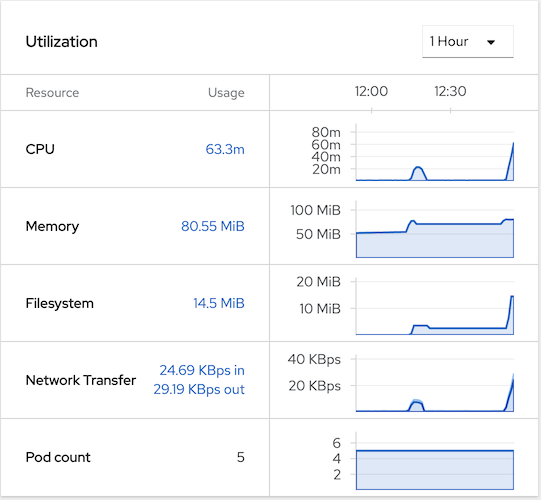 Utilization
1 Hour
Resource Usage 12:00 12:30
CPU 63.3m
80m
60m
40m
20m
Memory 80.55 MiB
100 MiB
50 MiB
Filesystem 14.5 MiB
20 MiB
10 MiB
Network Transfer
24.69 KBps in
29.19 KBps out
40 KBps
20 KBps
Pod count 5
6
4
2